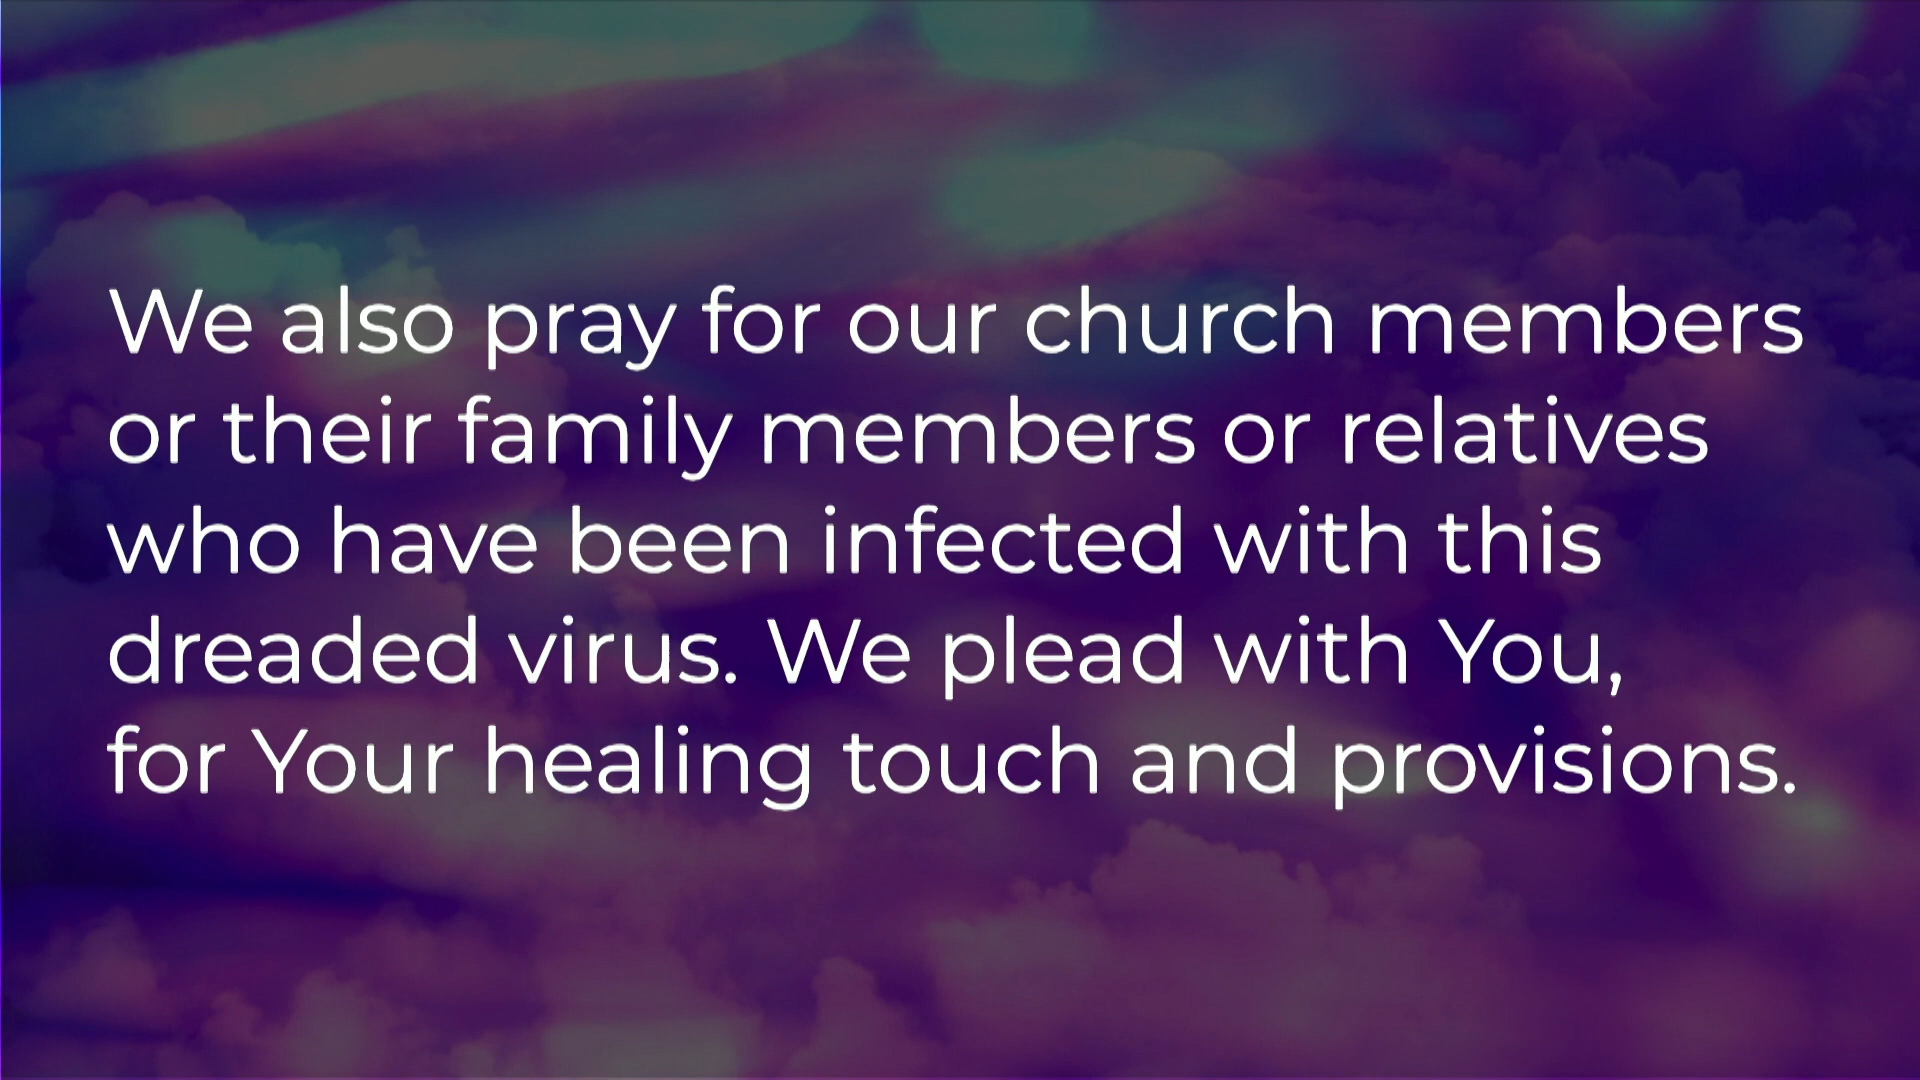 We also pray for our church members
or their family members or relatives
who have been infected with this
dreaded virus. We plead with You,
for Your healing touch and provisions.